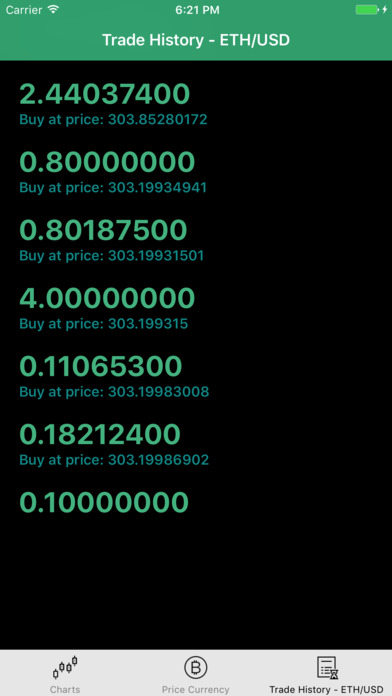 Carrier 6:21 PM
Trade History - ETH/USD
2.44037400
Buy at price: 303.85280172
0.80000000
Buy at price: 303.19934941
0.80187500
Buy at price: 303.19931501
4.00000000
Buy at price: 303.199315
0.11065300
Buy at price: 303.19983008
0.18212400
Buy at price: 303.19986902
0.10000000
Charts Price Currency Trade History - ETH/USD